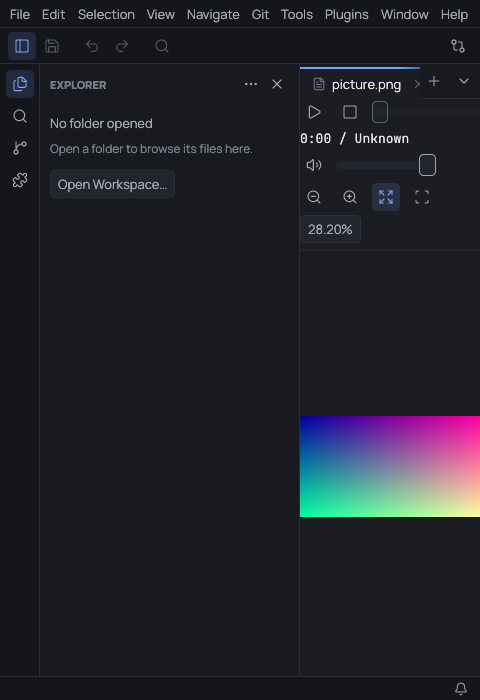 File Edit Selection View Navigate Git Tools Plugins Window Help
EXPLORER
picture.png
No folder opened
Open a folder to browse its files here.
Open Workspace...
0:00 / Unknown
28.20%